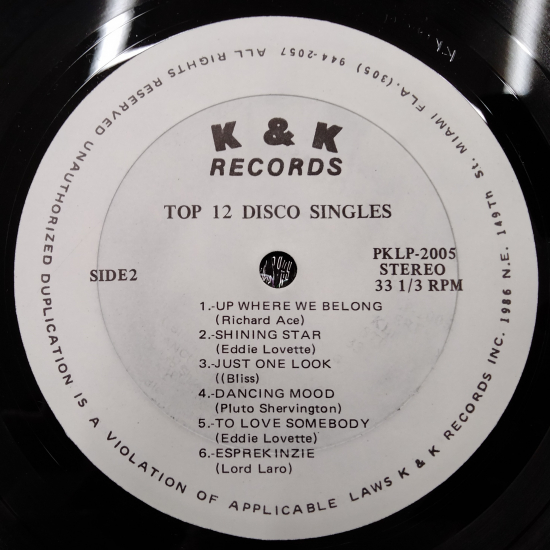 K & K
RECORDS
TOP 12 DISCO SINGLES
SIDE2
PKLP-2005
STEREO
33 1/3 RPM
1.-UP WHERE WE BELONG
(Richard Ace)
2.-SHINING STAR
(Eddie Lovette)
3.-JUST ONE LOOK
((Bliss)
4.-DANCING MOOD
(Pluto Shervington)
5.-TO LOVE SOMEBODY
(Eddie Lovette)
6.-ESPREKINZIE
(Lord Laro)
ALL RIGHTS RESERVED UNAUTHORIZED DUPLICATION IS A VIOLATION OF APPLICABLE LAWS K & K RECORDS INC. 1986 N.E. 149Th St. MIAMI FLA.(305) 944-2057